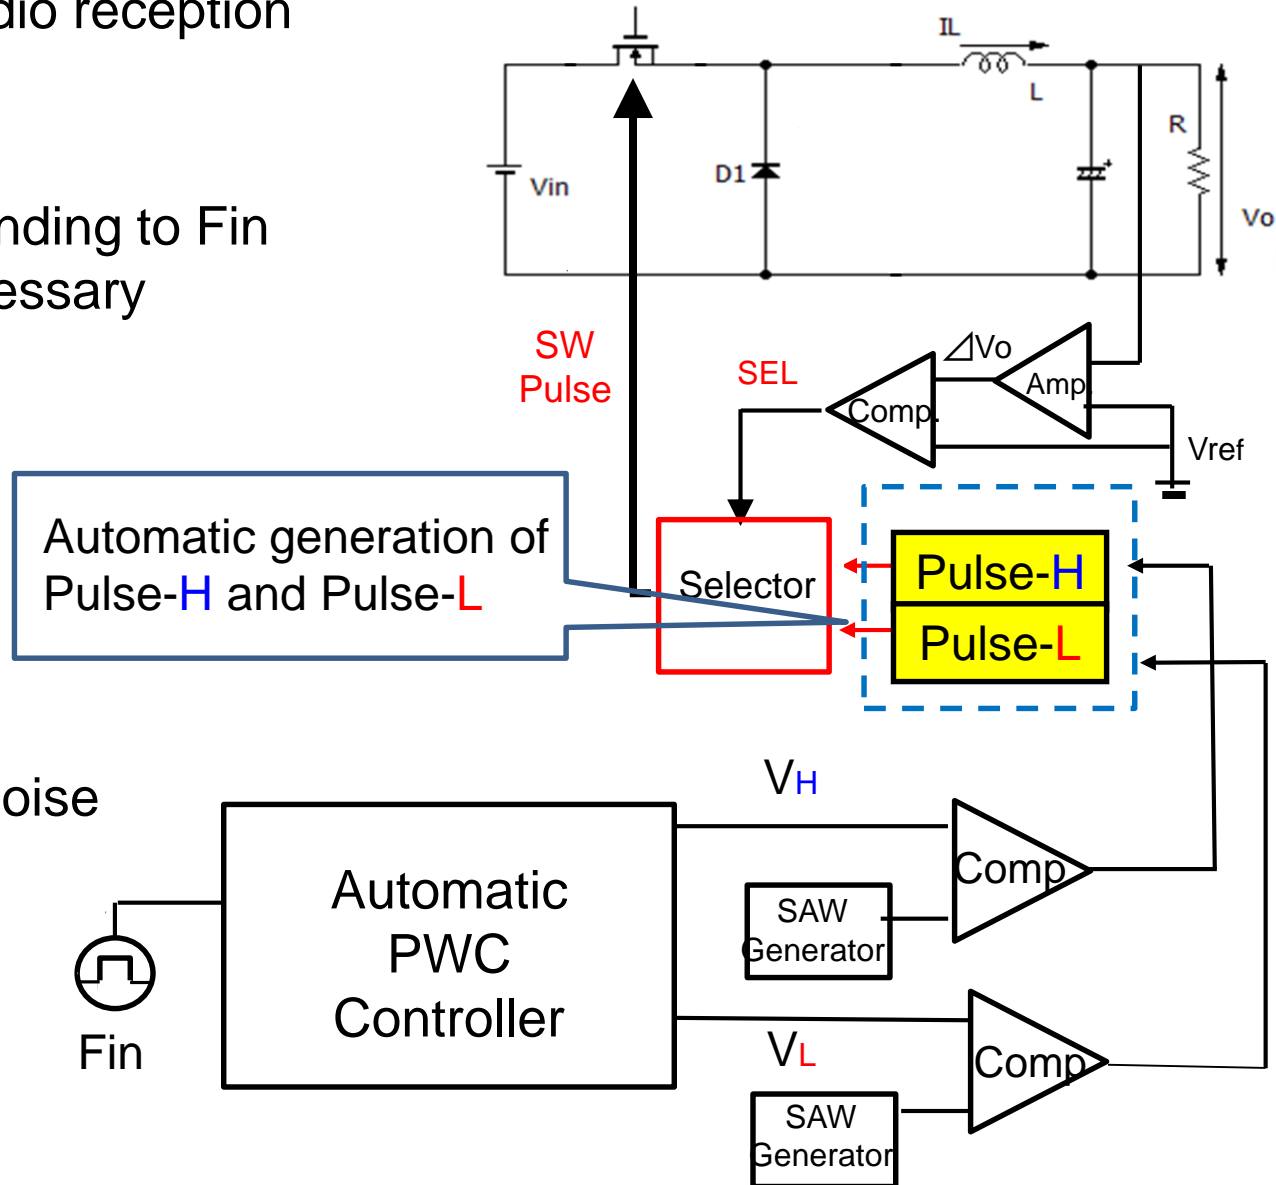 dio reception
nding to Fin
essary
oise
IL
L
R
Vin
D1
Vo
SW
Pulse
SEL
⊿Vo
Amp.
Comp.
Vref
Automatic generation of
Pulse-H and Pulse-L
Selector
Pulse-H
Pulse-L
VH
Automatic
PWC
Controller
Comp
SAW
Generator
Fin
VL
Comp
SAW
Generator